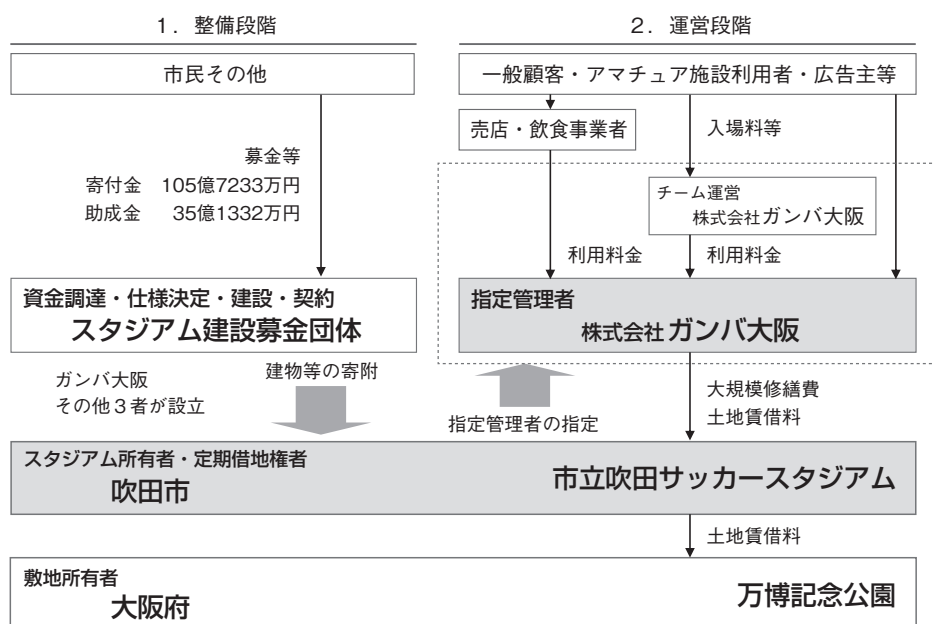 1．整備段階
市民その他
募金等
寄付金　105億7233万円
助成金　35億1332万円
資金調達・仕様決定・建設・契約
スタジアム建設募金団体
ガンバ大阪
その他３者が設立
建物等の寄附
2．運営段階
一般顧客・アマチュア施設利用者・広告主等
売店・飲食事業者
入場料等
チーム運営
株式会社ガンバ大阪
利用料金
利用料金
指定管理者
株式会社 ガンバ大阪
指定管理者の指定
大規模修繕費
土地賃借料
スタジアム所有者・定期借地権者
吹田市
市立吹田サッカースタジアム
土地賃借料
敷地所有者
大阪府
万博記念公園